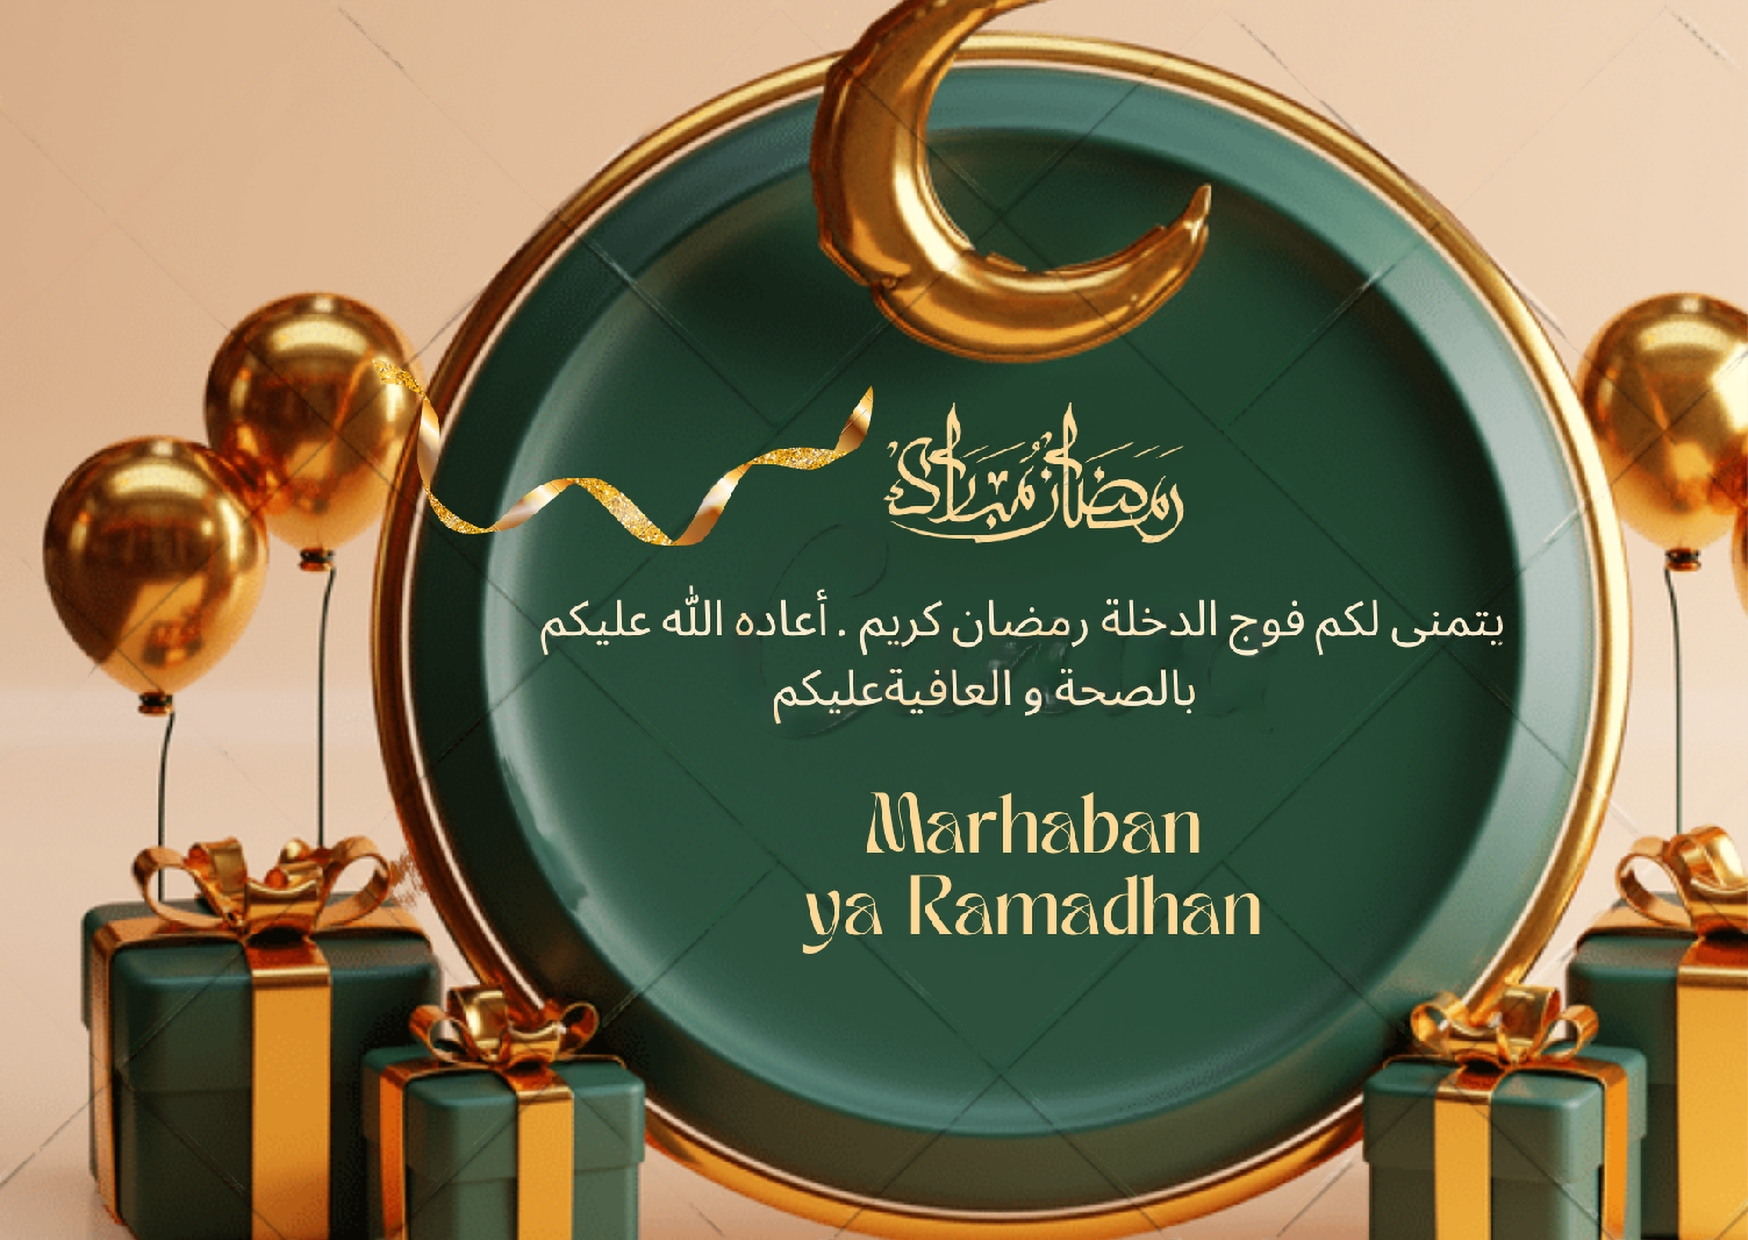 رمضان مبارك
يتمنى لكم فوج الدخلة رمضان كريم . أعاده الله عليكم
بالصحة و العافيةعليكم
Marhaban
ya Ramadhan